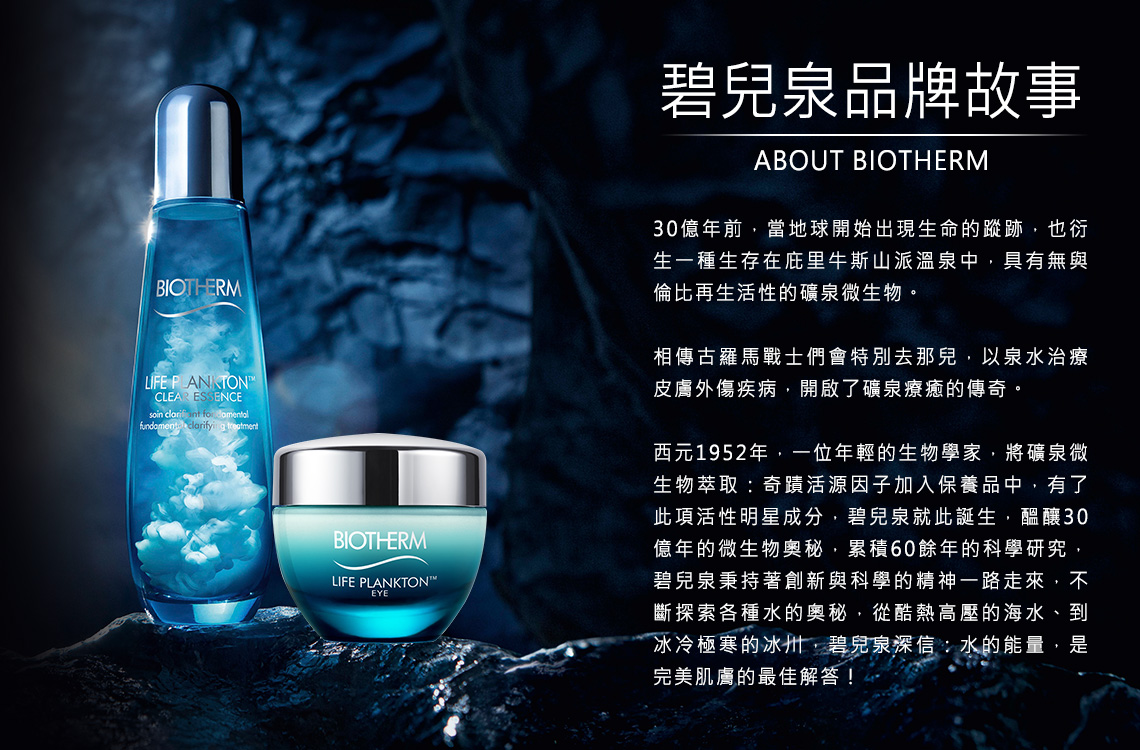 碧兒泉品牌故事
ABOUT BIOTHERM
30億年前，當地球開始出現生命的蹤跡，也衍
生一種生存在庇里牛斯山派溫泉中，具有無與
倫比再生活性的礦泉微生物。
相傳古羅馬戰士們會特別去那兒，以泉水治療
皮膚外傷疾病，開啟了礦泉療癒的傳奇。
西元1952年，一位年輕的生物學家，將礦泉微
生物萃取：奇蹟活源因子加入保養品中，有了
此項活性明星成分，碧兒泉就此誕生，醞釀30
億年的微生物奧秘，累積60餘年的科學研究，
碧兒泉秉持著創新與科學的精神一路走來，不
斷探索各種水的奧秘，從酷熱高壓的海水、到
冰冷極寒的冰川，碧兒泉深信：水的能量，是
完美肌膚的最佳解答！
BIOTHERM
LIFE PLANKTON™
CLEAR ESSENCE
soin clarifiant fondamental
fundamental clarifying treatment
BIOTHERM
LIFE PLANKTON™
EYE